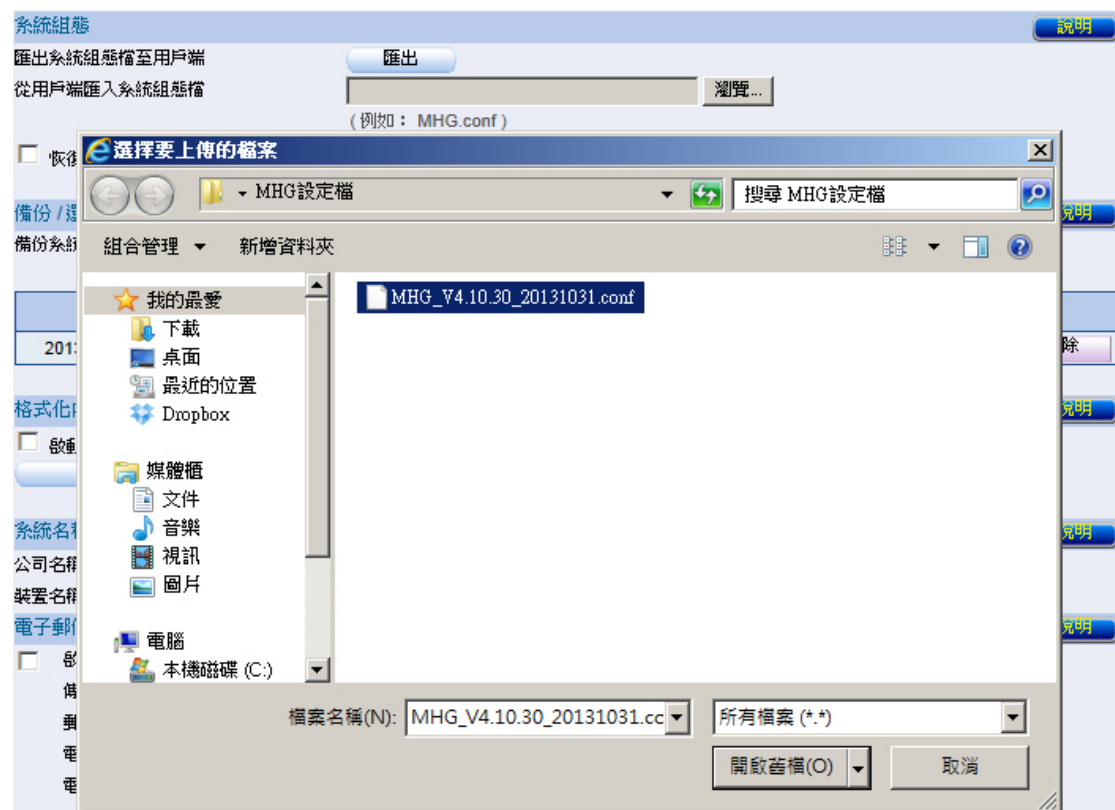 系統組態 說明
匯出系統組態檔至用戶端 匯出
從用戶端匯入系統組態檔 瀏覽...
( 例如： MHG.conf )
恢復
選擇要上傳的檔案
MHG設定檔 搜尋 MHG設定檔
備份 / 還 說明
備份系統
組合管理 新增資料夾
我的最愛 MHG_V4.10.30_20131031.conf
下載
201 除
桌面
最近的位置
格式化 說明
Dropbox
啟動
媒體櫃
文件
音樂
系統名稱 說明
視訊
公司名稱
圖片
裝置名稱
電子郵件 說明
電腦
本機磁碟 (C:)
檔案名稱(N): MHG_V4.10.30_20131031.cc 所有檔案 (*.*)
郵
電
開啟舊檔(O) 取消
電